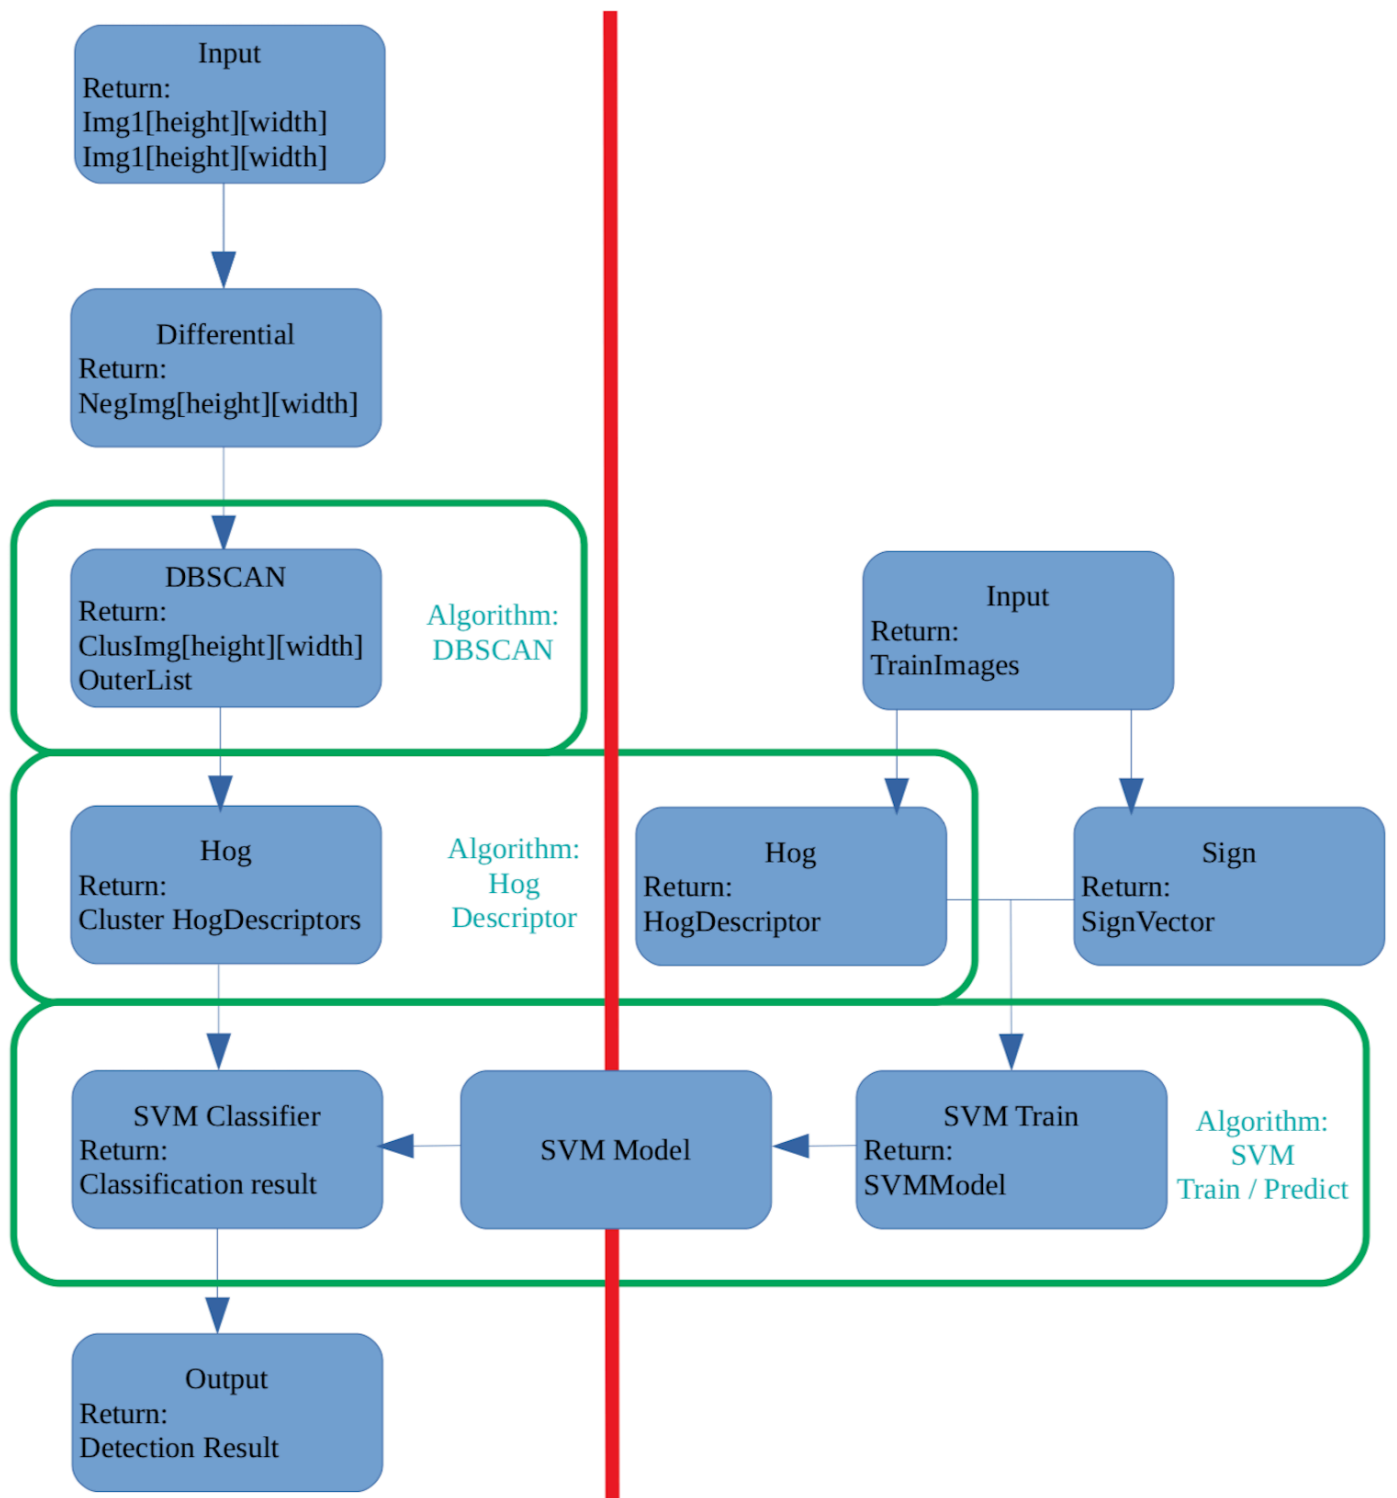 Input
Return:
Img1[height][width]
Img1[height][width]
Differential
Return:
NegImg[height][width]
DBSCAN
Return:
ClusImg[height][width]
OuterList
Algorithm:
DBSCAN
Input
Return:
TrainImages
Hog
Return:
Cluster HogDescriptors
Algorithm:
Hog
Descriptor
Hog
Return:
HogDescriptor
Sign
Return:
SignVector
SVM Classifier
Return:
Classification result
SVM Model
SVM Train
Return:
SVMModel
Algorithm:
SVM
Train / Predict
Output
Return:
Detection Result